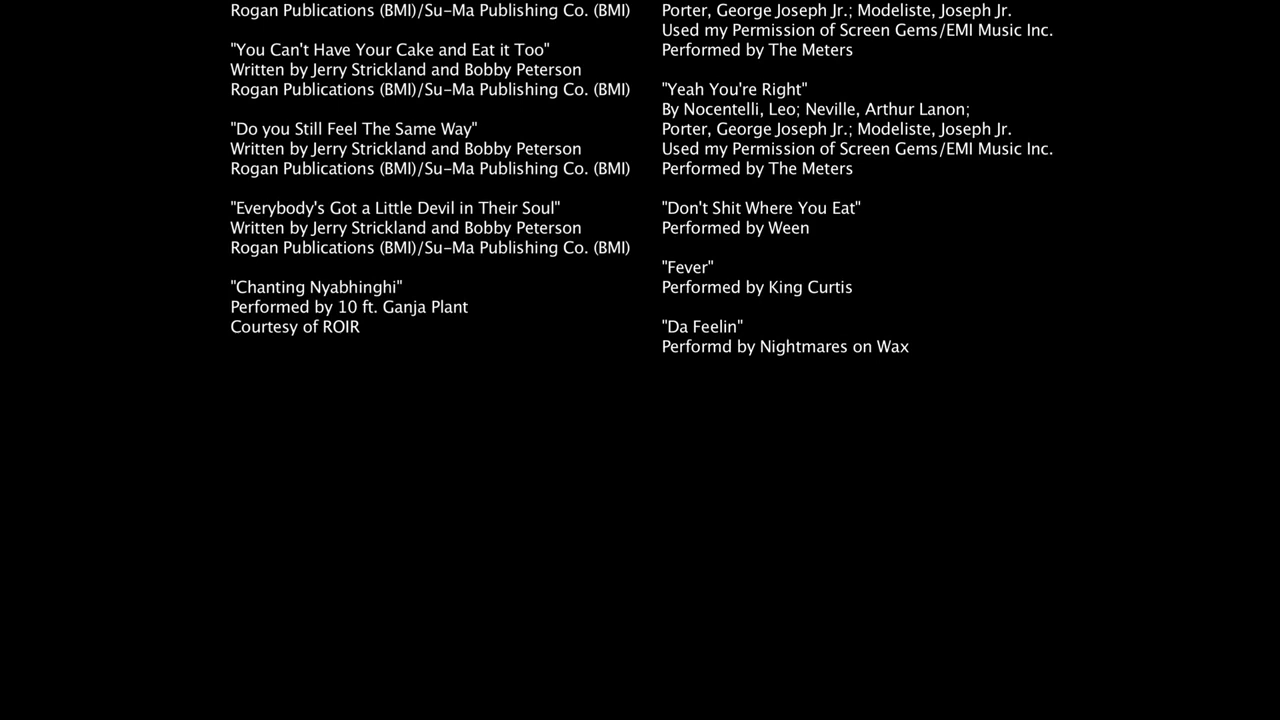 Rogan Publications (BMI)/Su-Ma Publishing Co. (BMI)
"You Can't Have Your Cake and Eat it Too"
Written by Jerry Strickland and Bobby Peterson
Rogan Publications (BMI)/Su-Ma Publishing Co. (BMI)
"Do you Still Feel The Same Way"
Written by Jerry Strickland and Bobby Peterson
Rogan Publications (BMI)/Su-Ma Publishing Co. (BMI)
"Everybody's Got a Little Devil in Their Soul"
Written by Jerry Strickland and Bobby Peterson
Rogan Publications (BMI)/Su-Ma Publishing Co. (BMI)
"Chanting Nyabhinghi"
Performed by 10 ft. Ganja Plant
Courtesy of ROIR
Porter, George Joseph Jr.; Modeliste, Joseph Jr.
Used my Permission of Screen Gems/EMI Music Inc.
Performed by The Meters
"Yeah You're Right"
By Nocentelli, Leo; Neville, Arthur Lanon;
Porter, George Joseph Jr.; Modeliste, Joseph Jr.
Used my Permission of Screen Gems/EMI Music Inc.
Performed by The Meters
"Don't Shit Where You Eat"
Performed by Ween
"Fever"
Performed by King Curtis
"Da Feelin"
Performd by Nightmares on Wax